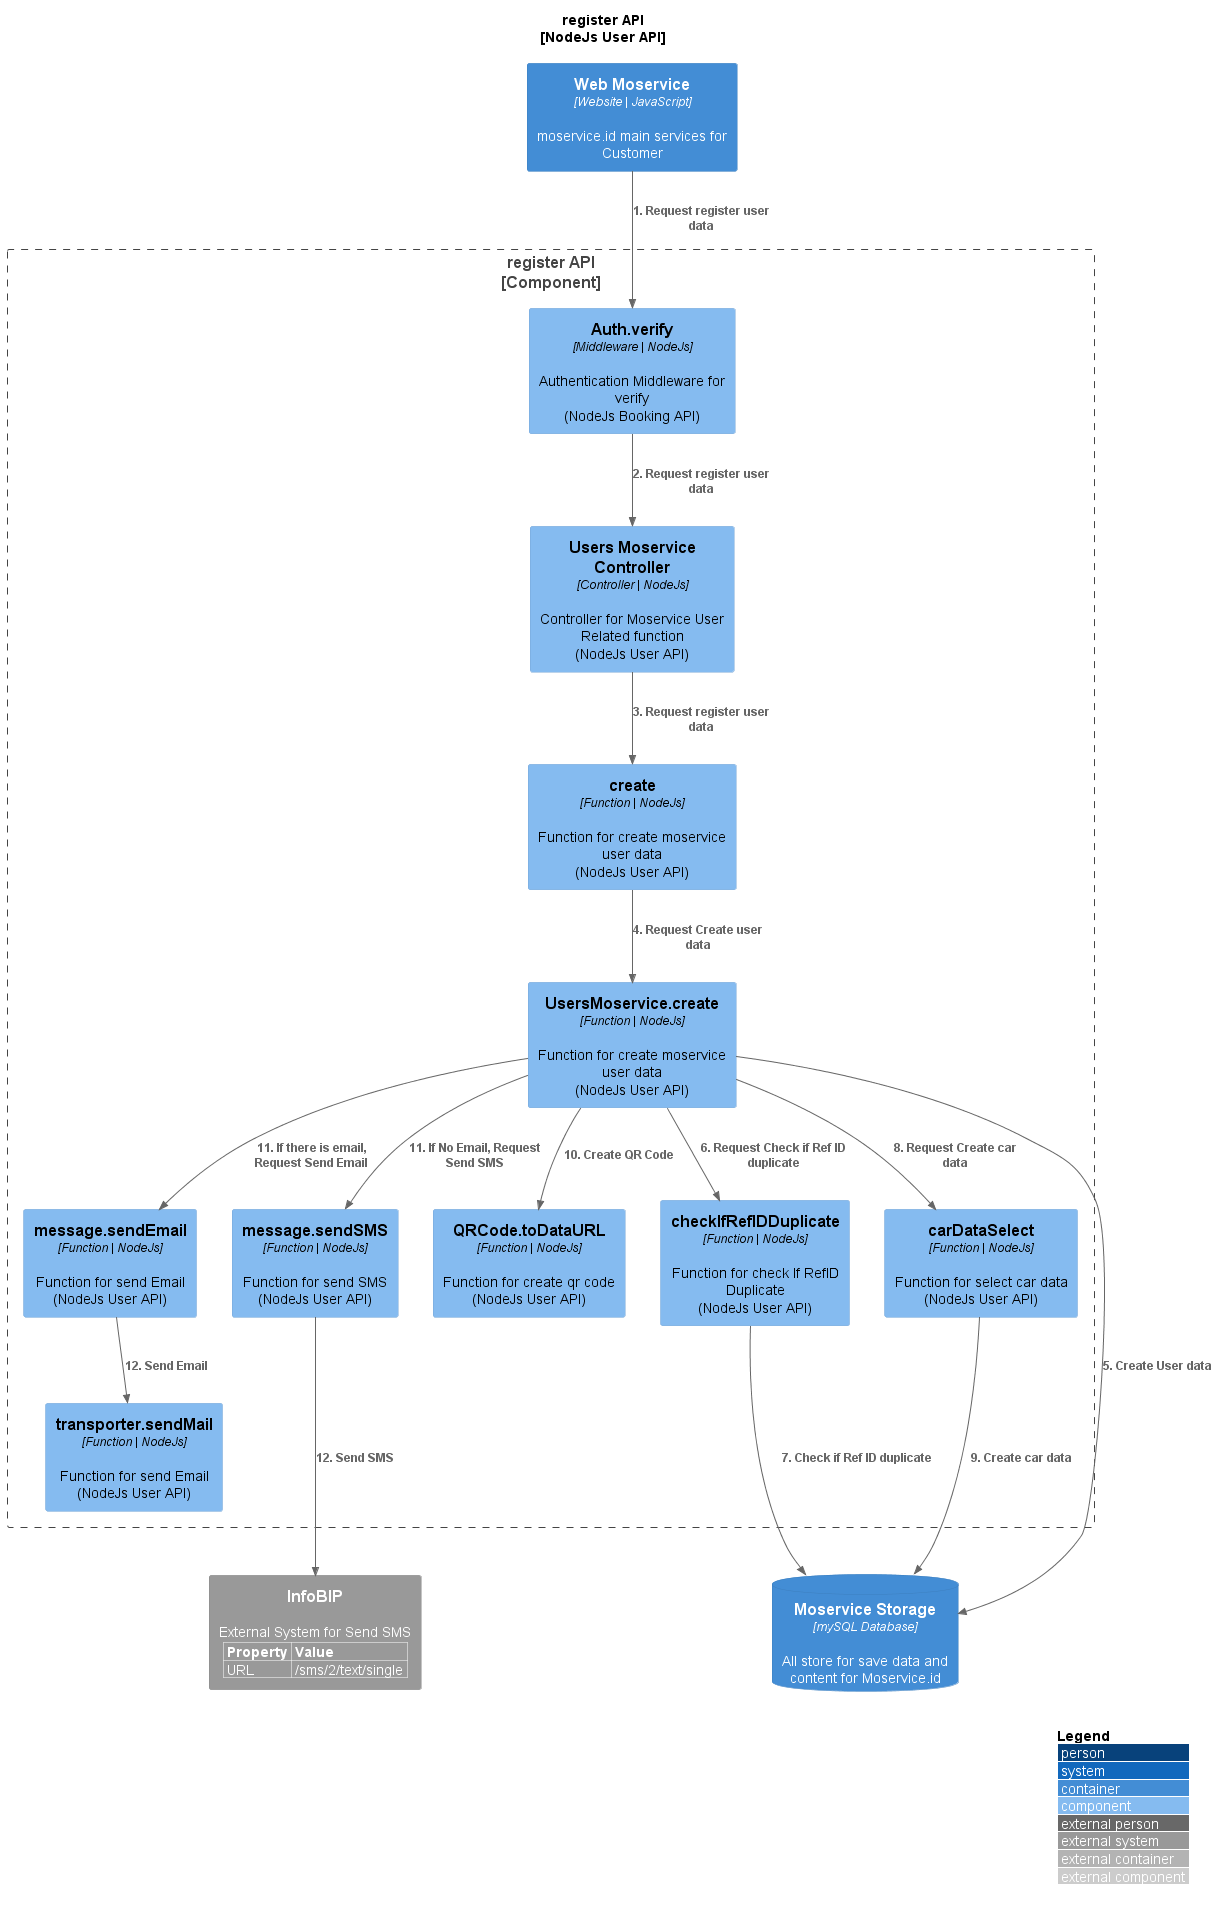 register API
[NodeJs User API]
Web Moservice
[Website | JavaScript]
moservice.id main services for
Customer
1. Request register user
data
register API
[Component]
Auth.verify
[Middleware | NodeJs]
Authentication Middleware for
verify
(NodeJs Booking API)
2. Request register user
data
Users Moservice
Controller
[Controller | NodeJs]
Controller for Moservice User
Related function
(NodeJs User API)
3. Request register user
data
create
[Function | NodeJs]
Function for create moservice
user data
(NodeJs User API)
4. Request Create user
data
UsersMoservice.create
[Function | NodeJs]
Function for create moservice
user data
(NodeJs User API)
11. If there is email,
Request Send Email
11. If No Email, Request
Send SMS
10. Create QR Code
6. Request Check if Ref ID
duplicate
8. Request Create car
data
message.sendEmail
[Function | NodeJs]
Function for send Email
(NodeJs User API)
message.sendSMS
[Function | NodeJs]
Function for send SMS
(NodeJs User API)
QRCode.toDataURL
[Function | NodeJs]
Function for create qr code
(NodeJs User API)
checkIfRefIDDuplicate
[Function | NodeJs]
Function for check If RefID
Duplicate
(NodeJs User API)
carDataSelect
[Function | NodeJs]
Function for select car data
(NodeJs User API)
12. Send Email
5. Create User data
transporter.sendMail
[Function | NodeJs]
Function for send Email
(NodeJs User API)
12. Send SMS
7. Check if Ref ID duplicate
9. Create car data
InfoBIP
External System for Send SMS
Property Value
URL /sms/2/text/single
Moservice Storage
[mySQL Database]
All store for save data and
content for Moservice.id
Legend
person
system
container
component
external person
external system
external container
external component